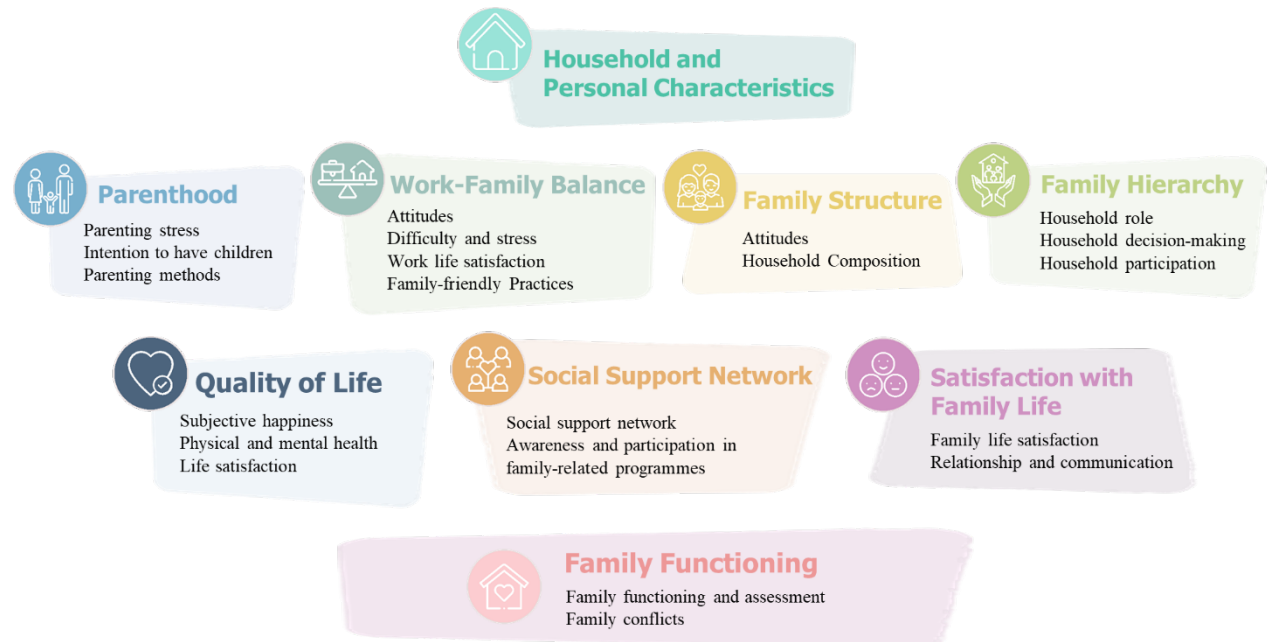 Household and
Personal Characteristics
Parenthood
Parenting stress
Intention to have children
Parenting methods
Work-Family Balance
Attitudes
Difficulty and stress
Work life satisfaction
Family-friendly Practices
Family Structure
Attitudes
Household Composition
Family Hierarchy
Household role
Household decision-making
Household participation
Quality of Life
Subjective happiness
Physical and mental health
Life satisfaction
Social Support Network
Social support network
Awareness and participation in
family-related programmes
Satisfaction with
Family Life
Family life satisfaction
Relationship and communication
Family Functioning
Family functioning and assessment
Family conflicts